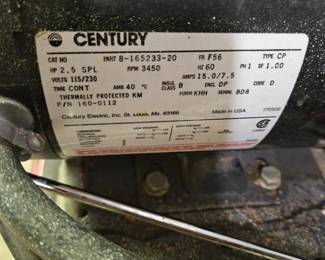 CENTURY
CAT NO PART 8-165233-20 FR F56 TYPE CP
HP 2.5 SPL RPM 3450 HZ 60 PH 1 SF 1.00
VOLTS 115/230 AMPS 15.0/7.5
TIME CONT AMB 40 °C INSUL CLASS B ENCL DP CODE D
THERMALLY PROTECTED KM FORM KHH SERIAL BD8
P/N 160-0112
Century Electric, Inc. St. Louis, Mo. 63166 Made in USA